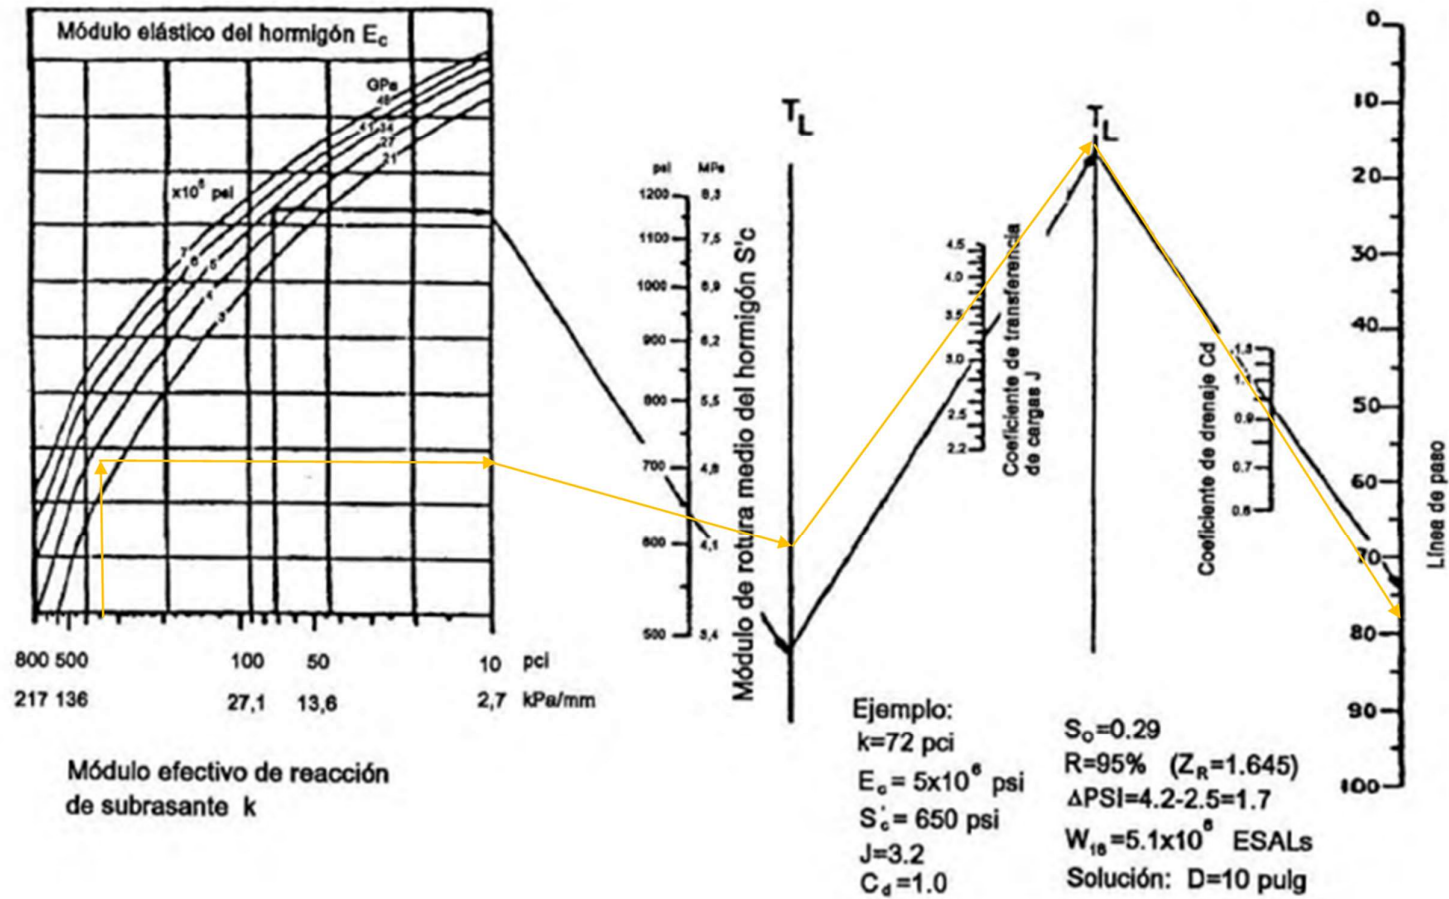 Módulo elástico del hormigón Ec
GPa
48
41 34
27
21
x10⁶ psi
7
6
5
4
3
800 500 100 50 10 pci
217 136 27,1 13,6 2,7 kPa/mm
Módulo efectivo de reacción
de subrasante k
psi MPa
1200 8,3
1100 7,5
1000 6,9
900 6,2
800 5,5
700 4,8
600 4,1
500 3,4
Módulo de rotura medio del hormigón S'c
TL
4.5
4.0
3.5
3.0
2.5
2.2
Coeficiente de transferencia
de cargas J
TL
Coeficiente de drenaje Cd
1.1
0.9
0.7
0.6
0
10
20
30
40
50
60
70
80
90
100
Línea de paso
Ejemplo:
k=72 pci
Ec = 5x10⁶ psi
S'c = 650 psi
J=3.2
Cd =1.0
So=0.29
R=95% (ZR=1.645)
ΔPSI=4.2-2.5=1.7
W18=5.1x10⁶ ESALs
Solución: D=10 pulg